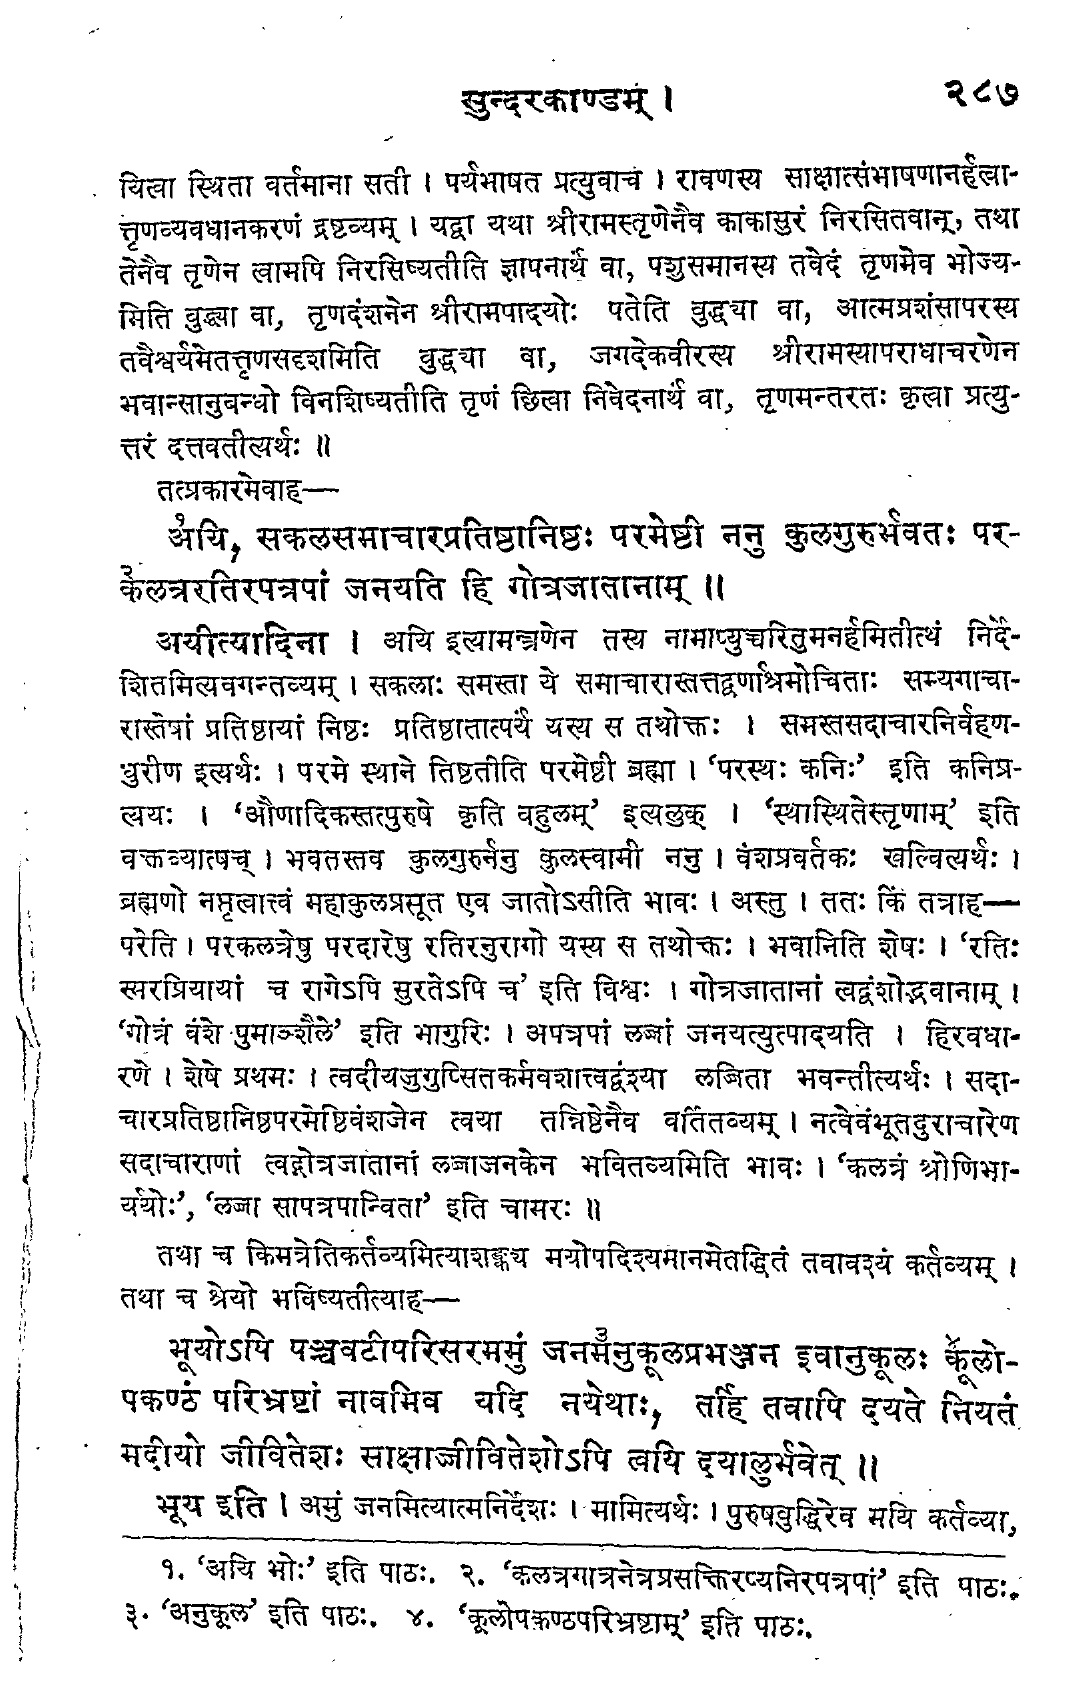 सुन्दरकाण्डम् ।
२८७
यित्वा स्थिता वर्तमाना सती । पर्यभाषत प्रत्युवाच । रावणस्य साक्षात्संभाषणानर्हत्वा-
त्तृणव्यवधानकरणं द्रष्टव्यम् । यद्वा यथा श्रीरामस्तृणेनैव काकासुरं निरसितवान्, तथा
तेनैव तृणेन त्वामपि निरसिष्यतीति ज्ञापनार्थं वा, पशुसमानस्य तवेदं तृणमेव भोज्य-
मिति बुद्ध्या वा, तृणदंशनेन श्रीरामपादयोः पतेति बुद्ध्या वा, आत्मप्रशंसापरस्य
तवैश्वर्यमेतत्तृणसदृशमिति बुद्ध्या वा, जगदेकवीरस्य श्रीरामस्यापराधाचरणेन
भवान्सानुबन्धो विनशिष्यतीति तृणं छित्वा निवेदनार्थं वा, तृणमन्तरतः कृत्वा प्रत्यु-
त्तरं दत्तवतीत्यर्थः ॥
तत्प्रकारमेवाह—
अयि१, सकलसमाचारप्रतिष्ठानिष्ठः परमेष्ठी ननु कुलगुरुर्भवतः पर-
क२लत्ररतिरपत्रपां जनयति हि गोत्रजातानाम् ॥
अयीत्यादिना । अयि इत्यामन्त्रणेन तस्य नामाप्युच्चरितुमनर्हमितीत्थं निर्दे-
शितमित्यवगन्तव्यम् । सकलाः समस्ता ये समाचारास्तत्तद्वर्णाश्रमोचिताः सम्यगाचा-
रास्तेषां प्रतिष्ठायां निष्ठः प्रतिष्ठातात्पर्यं यस्य स तथोक्तः । समस्तसदाचारनिर्वहण-
धुरीण इत्यर्थः । परमे स्थाने तिष्ठतीति परमेष्ठी ब्रह्मा । ‘परस्थः कनिः’ इति कनिप्र-
त्ययः । ‘औणादिकस्तत्पुरुषे कृति बहुलम्’ इत्यलुक् । ‘स्थास्थितेस्तृणाम्’ इति
वक्तव्यात्षच् । भवतस्तव कुलगुरुर्ननु कुलस्वामी ननु । वंशप्रवर्तकः खल्वित्यर्थः ।
ब्रह्मणो नप्तृत्वात्त्वं महाकुलप्रसूत एव जातोऽसीति भावः । अस्तु । ततः किं तत्राह—
परेति । परकलत्रेषु परदारेषु रतिरनुरागो यस्य स तथोक्तः । भवानिति शेषः । ‘रतिः
स्मरप्रियायां च रागेऽपि सुरतेऽपि च’ इति विश्वः । गोत्रजातानां त्वद्वंशोद्भवानाम् ।
‘गोत्रं वंशे पुमाञ्शैले’ इति भागुरिः । अपत्रपां लज्जां जनयत्युत्पादयति । हिरवधा-
रणे । शेषे प्रथमः । त्वदीयजुगुप्सितकर्मवशात्त्वद्वंश्या लज्जिता भवन्तीत्यर्थः । सदा-
चारप्रतिष्ठानिष्ठपरमेष्ठिवंशजेन त्वया तन्निष्ठेनैव वर्तितव्यम् । नत्वेवंभूतदुराचारेण
सदाचाराणां त्वद्गोत्रजातानां लज्जाजनकेन भवितव्यमिति भावः । ‘कलत्रं श्रोणिभा-
र्ययोः’, ‘लज्जा सापत्रपान्विता’ इति चामरः ॥
तथा च किमत्रेतिकर्तव्यमित्याशङ्क्य मयोपदिश्यमानमेतद्धितं तवावश्यं कर्तव्यम् ।
तथा च श्रेयो भविष्यतीत्याह—
भूयोऽपि पञ्चवटीपरिसरममुं जनम३नुकूलप्रभञ्जन इवानुकूलः कू४लो-
पकण्ठं परिभ्रष्टां नावमिव यदि नयेथाः, तर्हि तवापि दयते नियतं
मदीयो जीवितेशः साक्षाज्जीवितेशोऽपि त्वयि दयालुर्भवेत् ॥
भूय इति । अमुं जनमित्यात्मनिर्देशः । मामित्यर्थः । पुरुषबुद्धिरेव मयि कर्तव्या,
१. ‘अयि भोः’ इति पाठः. २. ‘कलत्रगात्रनेत्रप्रसक्तिरप्यनिरपत्रपां’ इति पाठः.
३. ‘अनुकूल’ इति पाठः. ४. ‘कूलोपकण्ठपरिभ्रष्टाम्’ इति पाठः.